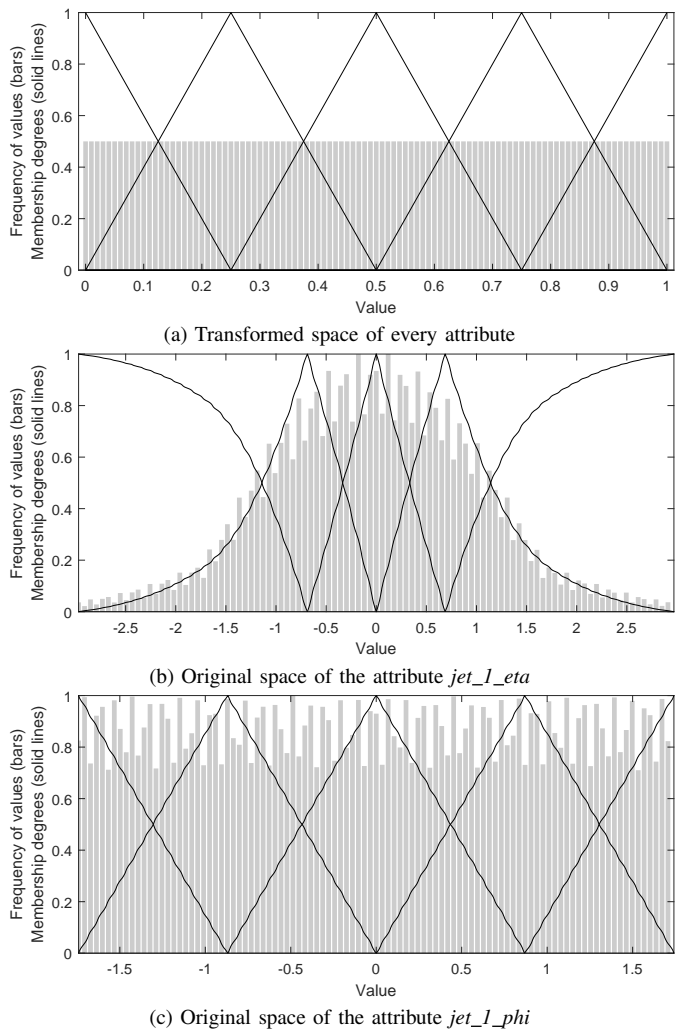 Frequency of values (bars)
Membership degrees (solid lines)
1
0.8
0.6
0.4
0.2
0
0 0.1 0.2 0.3 0.4 0.5 0.6 0.7 0.8 0.9 1
Value
(a) Transformed space of every attribute
Frequency of values (bars)
Membership degrees (solid lines)
1
0.8
0.6
0.4
0.2
0
-2.5 -2 -1.5 -1 -0.5 0 0.5 1 1.5 2 2.5
Value
(b) Original space of the attribute jet_1_eta
Frequency of values (bars)
Membership degrees (solid lines)
1
0.8
0.6
0.4
0.2
0
-1.5 -1 -0.5 0 0.5 1 1.5
Value
(c) Original space of the attribute jet_1_phi